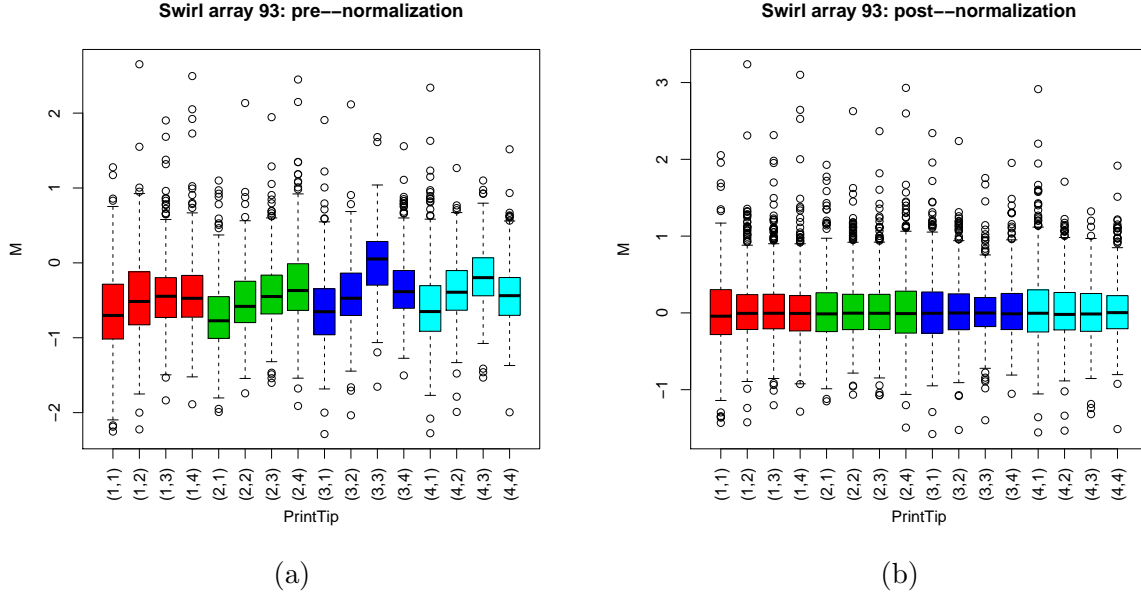 Swirl array 93: pre−−normalization
M
2
1
0
−1
−2
(1,1) (1,2) (1,3) (1,4) (2,1) (2,2) (2,3) (2,4) (3,1) (3,2) (3,3) (3,4) (4,1) (4,2) (4,3) (4,4)
PrintTip
(a)
Swirl array 93: post−−normalization
M
3
2
1
0
−1
(1,1) (1,2) (1,3) (1,4) (2,1) (2,2) (2,3) (2,4) (3,1) (3,2) (3,3) (3,4) (4,1) (4,2) (4,3) (4,4)
PrintTip
(b)